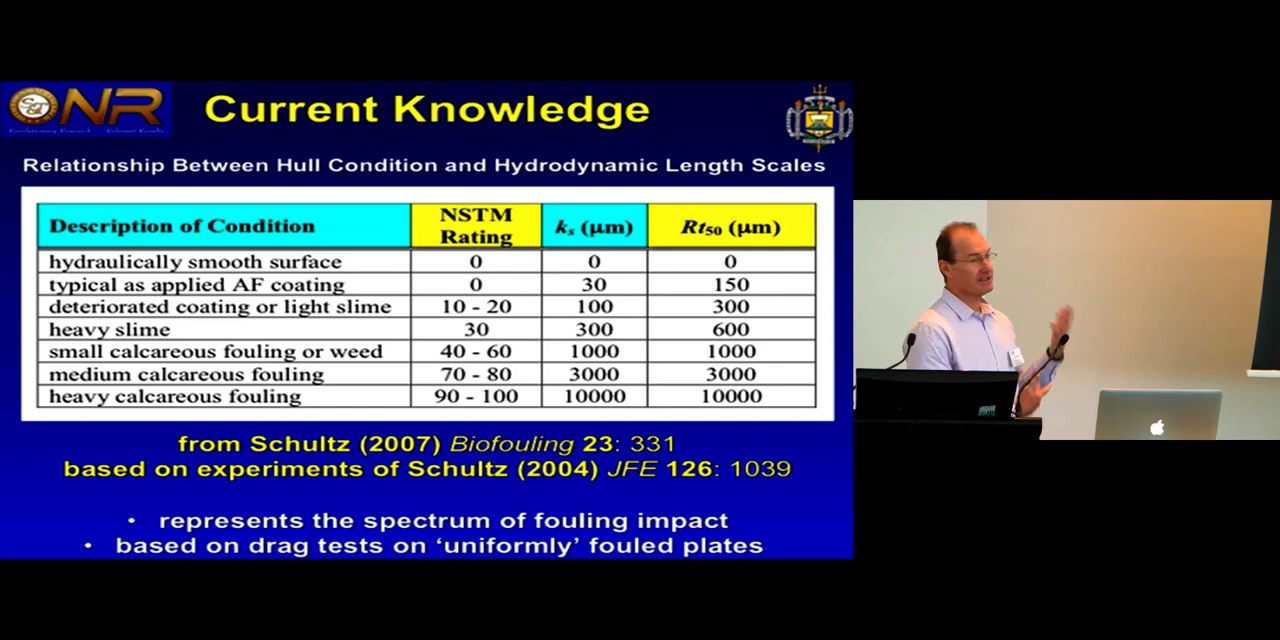 ONR
Revolutionary Research Relevant Results
Current Knowledge
Relationship Between Hull Condition and Hydrodynamic Length Scales
Description of Condition NSTM Rating ks (µm) Rt50 (µm)
hydraulically smooth surface 0 0 0
typical as applied AF coating 0 30 150
deteriorated coating or light slime 10 - 20 100 300
heavy slime 30 300 600
small calcareous fouling or weed 40 - 60 1000 1000
medium calcareous fouling 70 - 80 3000 3000
heavy calcareous fouling 90 - 100 10000 10000
from Schultz (2007) Biofouling 23: 331
based on experiments of Schultz (2004) JFE 126: 1039
• represents the spectrum of fouling impact
• based on drag tests on ‘uniformly’ fouled plates